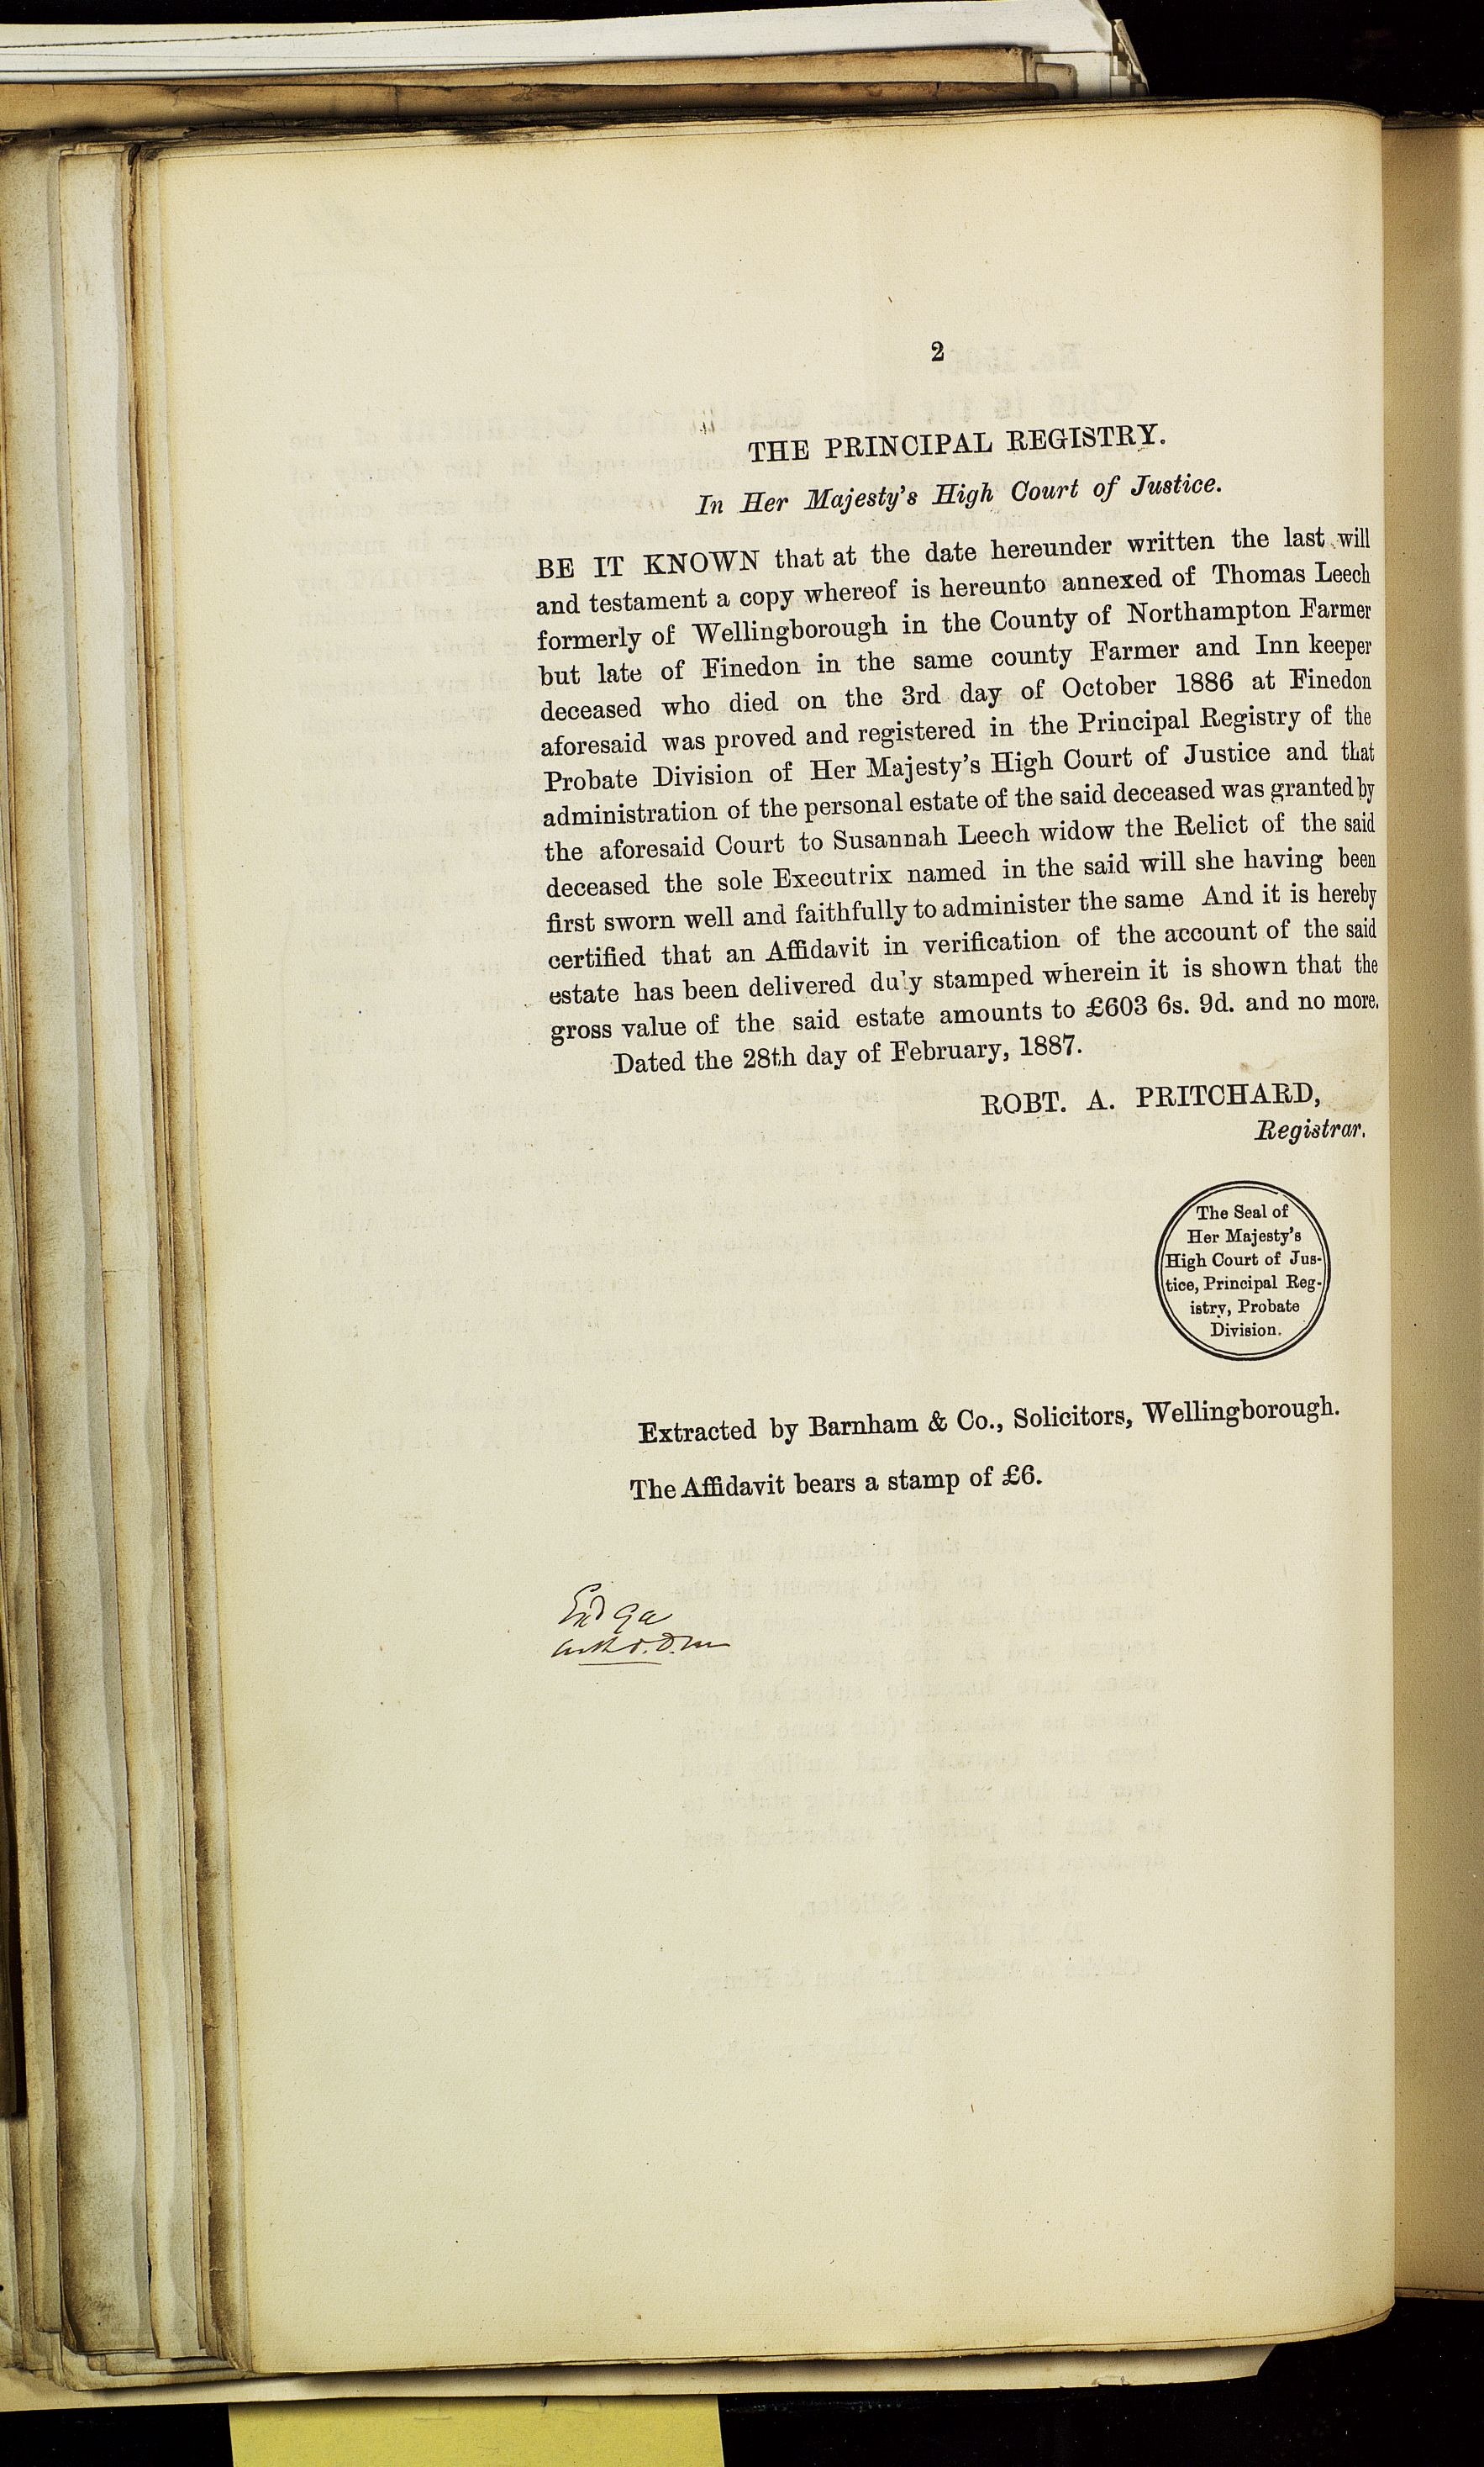 2
THE PRINCIPAL REGISTRY.
In Her Majesty's High Court of Justice.
BE IT KNOWN that at the date hereunder written the last will
and testament a copy whereof is hereunto annexed of Thomas Leech
formerly of Wellingborough in the County of Northampton Farmer
but late of Finedon in the same county Farmer and Inn keeper
deceased who died on the 3rd day of October 1886 at Finedon
aforesaid was proved and registered in the Principal Registry of the
Probate Division of Her Majesty's High Court of Justice and that
administration of the personal estate of the said deceased was granted by
the aforesaid Court to Susannah Leech widow the Relict of the said
deceased the sole Executrix named in the said will she having been
first sworn well and faithfully to administer the same And it is hereby
certified that an Affidavit in verification of the account of the said
estate has been delivered duly stamped wherein it is shown that the
gross value of the said estate amounts to £603 6s. 9d. and no more.
Dated the 28th day of February, 1887.
ROBT. A. PRITCHARD,
Registrar.
The Seal of
Her Majesty's
High Court of Jus-
tice, Principal Reg-
istry, Probate
Division.
Extracted by Barnham & Co., Solicitors, Wellingborough.
The Affidavit bears a stamp of £6.